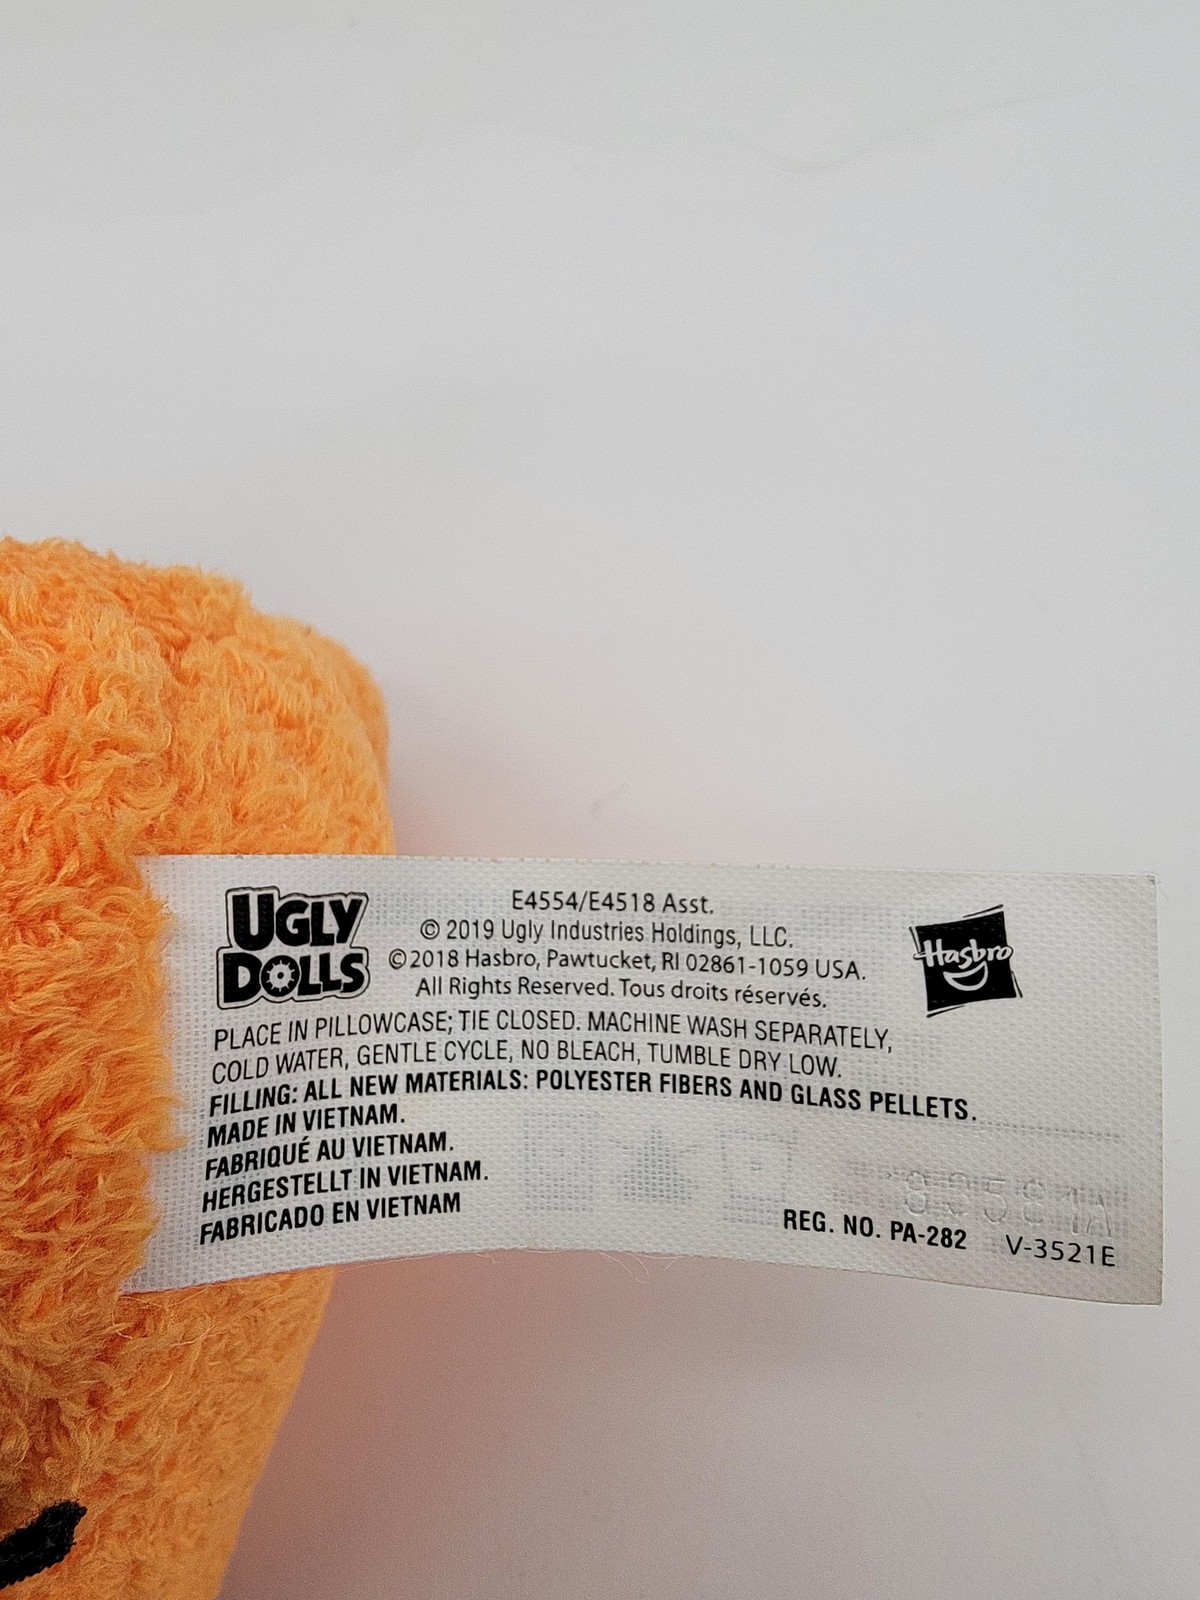 UGLY
DOLLS
E4554/E4518 Asst.
© 2019 Ugly Industries Holdings, LLC.
©2018 Hasbro, Pawtucket, RI 02861-1059 USA.
All Rights Reserved. Tous droits réservés.
Hasbro
PLACE IN PILLOWCASE; TIE CLOSED. MACHINE WASH SEPARATELY,
COLD WATER, GENTLE CYCLE, NO BLEACH, TUMBLE DRY LOW.
FILLING: ALL NEW MATERIALS: POLYESTER FIBERS AND GLASS PELLETS.
MADE IN VIETNAM.
FABRIQUÉ AU VIETNAM.
HERGESTELLT IN VIETNAM.
FABRICADO EN VIETNAM
REG. NO. PA-282 V-3521E